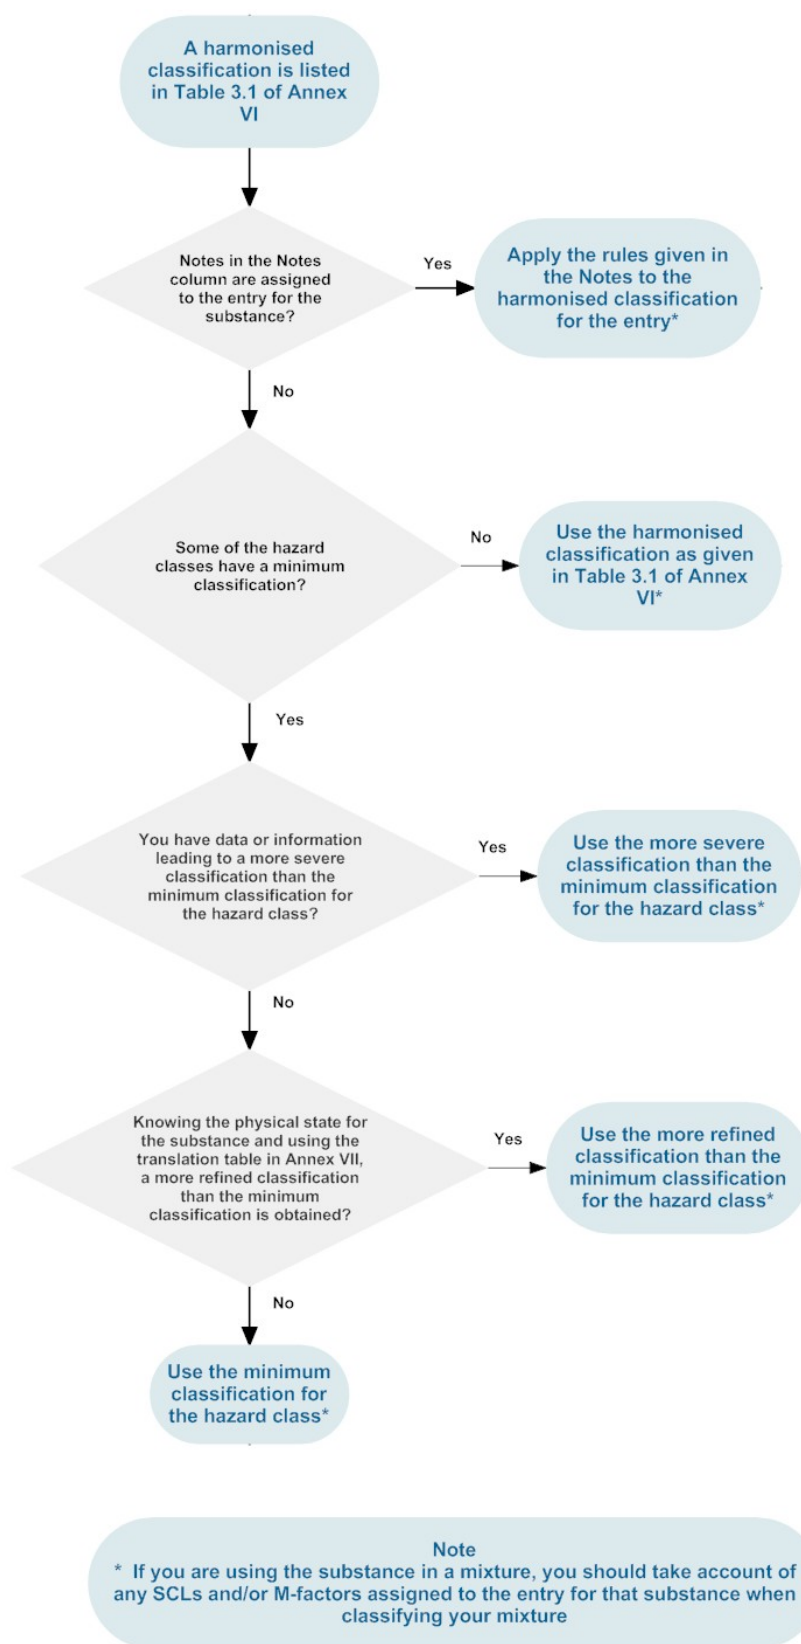 A harmonised
classification is listed
in Table 3.1 of Annex
VI
Notes in the Notes
column are assigned
to the entry for the
substance?
Yes
Apply the rules given in
the Notes to the
harmonised classification
for the entry*
No
Some of the hazard
classes have a minimum
classification?
No
Use the harmonised
classification as given
in Table 3.1 of Annex
VI*
Yes
You have data or information
leading to a more severe
classification than the
minimum classification for
the hazard class?
Yes
Use the more severe
classification than the
minimum classification
for the hazard class*
No
Knowing the physical state for
the substance and using the
translation table in Annex VII,
a more refined classification
than the minimum
classification is obtained?
Yes
Use the more refined
classification than the
minimum classification
for the hazard class*
No
Use the minimum
classification for
the hazard class*
Note
* If you are using the substance in a mixture, you should take account of
any SCLs and/or M-factors assigned to the entry for that substance when
classifying your mixture